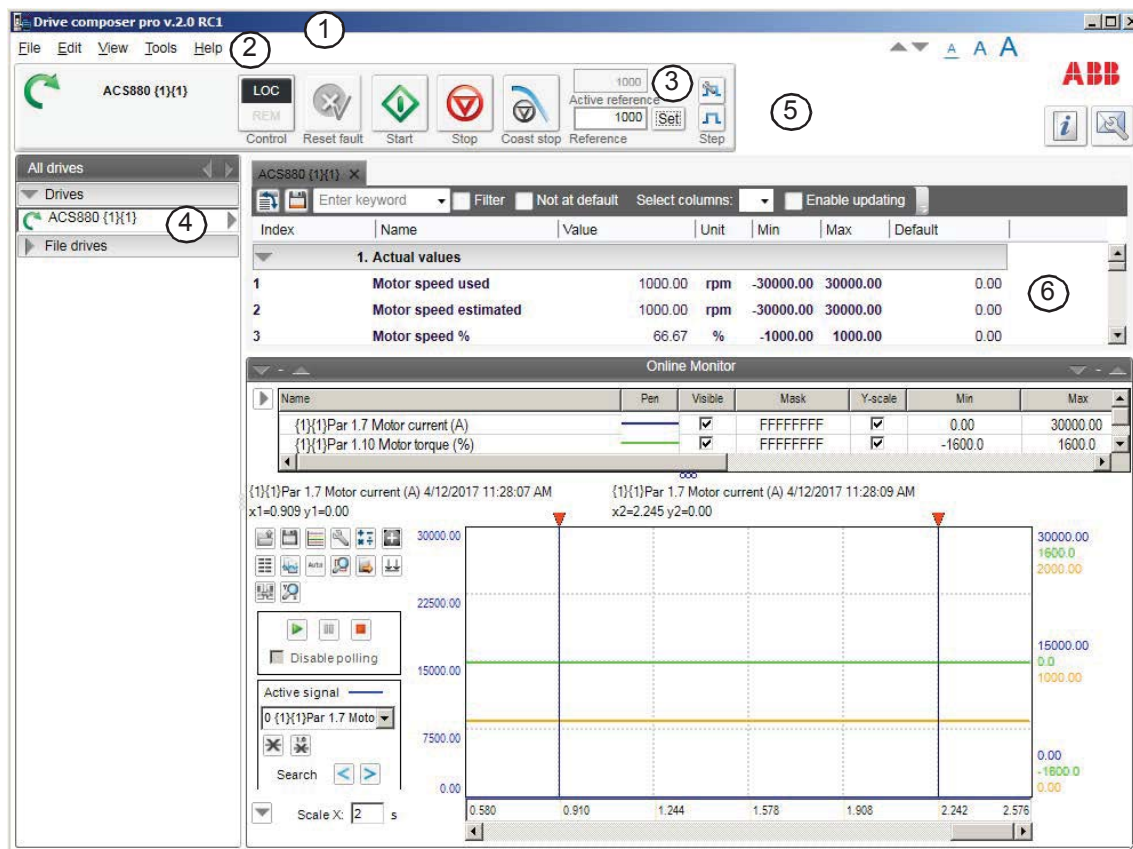 Drive composer pro v.2.0 RC1
1
File Edit View Tools Help
2
A A A
ABB
ACS880 {1}{1}
LOC
REM
Control
Reset fault
Start
Stop
Coast stop
1000
Active reference
1000 Set
Reference
3
Step
5
i
All drives
Drives
ACS880 {1}{1}
4
File drives
ACS880 {1}{1} X
Enter keyword Filter Not at default Select columns: Enable updating
Index Name Value Unit Min Max Default
1. Actual values
1 Motor speed used 1000.00 rpm -30000.00 30000.00 0.00
2 Motor speed estimated 1000.00 rpm -30000.00 30000.00 0.00
3 Motor speed % 66.67 % -1000.00 1000.00 0.00
6
Online Monitor
Name Pen Visible Mask Y-scale Min Max
{1}{1}Par 1.7 Motor current (A) FFFFFFFF 0.00 30000.00
{1}{1}Par 1.10 Motor torque (%) FFFFFFFF -1600.0 1600.0
{1}{1}Par 1.7 Motor current (A) 4/12/2017 11:28:07 AM
x1=0.909 y1=0.00
{1}{1}Par 1.7 Motor current (A) 4/12/2017 11:28:09 AM
x2=2.245 y2=0.00
Auto
Disable polling
Active signal
0 {1}{1}Par 1.7 Moto
1.0
Search < >
Scale X: 2 s
30000.00
22500.00
15000.00
7500.00
0.00
30000.00
1600.0
2000.00
15000.00
0.0
1000.00
0.00
-1600.0
0.00
0.580 0.910 1.244 1.578 1.908 2.242 2.576